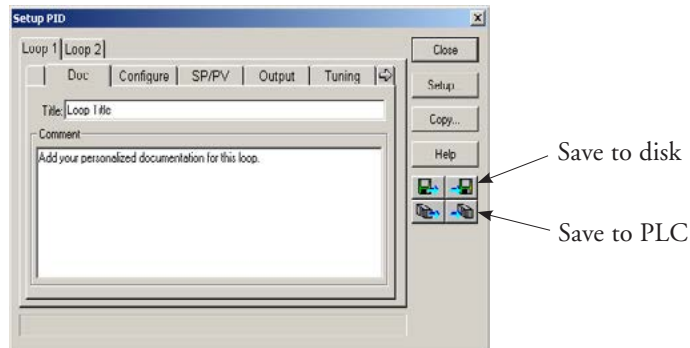 Setup PID
Loop 1 Loop 2
Doc Configure SP/PV Output Tuning
Title: Loop Title
Comment
Add your personalized documentation for this loop.
Close
Setup...
Copy...
Help
Save to disk
Save to PLC